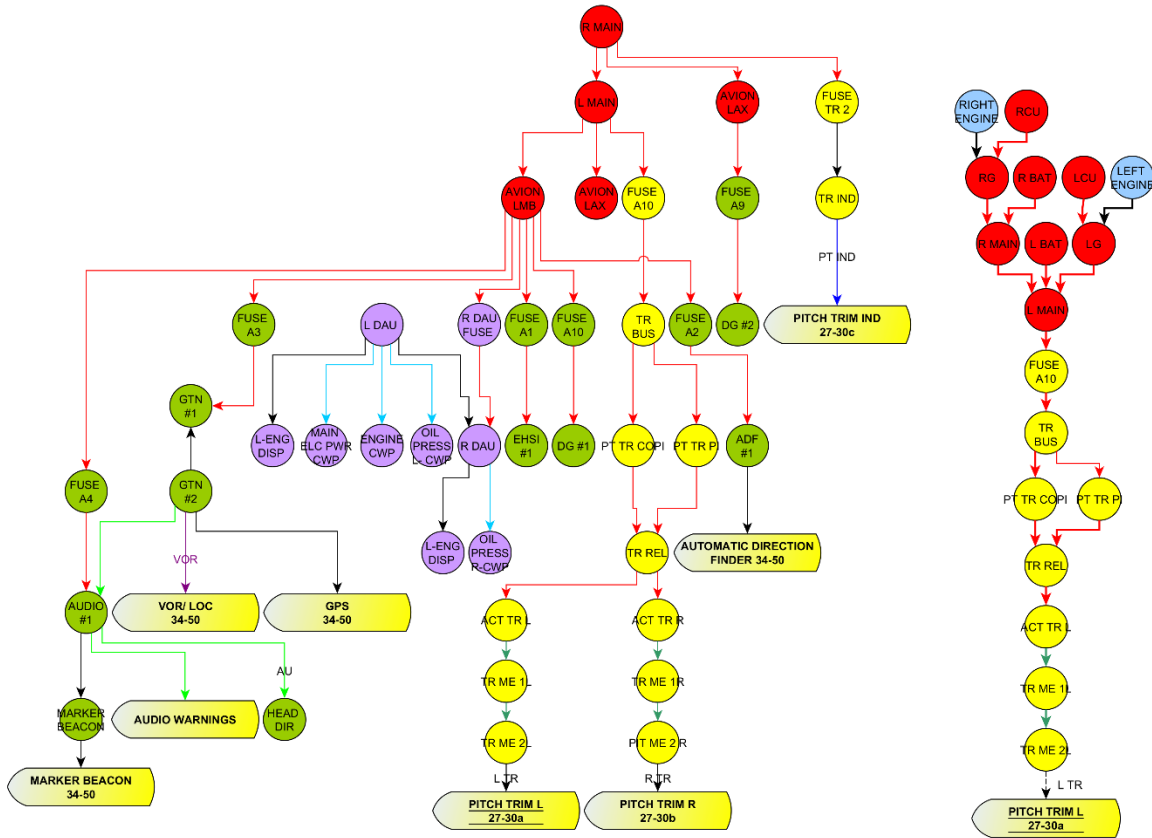 R MAIN
L MAIN
AVION
LAX
FUSE
TR 2
AVION
LMB
AVION
LAX
FUSE
A10
FUSE
A9
TR IND
PT IND
FUSE
A3
L DAU
R DAU
FUSE
FUSE
A1
FUSE
A10
TR
BUS
FUSE
A2
DG #2
PITCH TRIM IND
27-30c
GTN
#1
L-ENG
DISP
MAIN
ELC PWR
CWP
ENGINE
CWP
OIL
PRESS
L- CWP
R DAU
EHSI
#1
DG #1
PT TR COPI
PT TR PI
ADF
#1
FUSE
A4
GTN
#2
VOR
L-ENG
DISP
OIL
PRESS
R-CWP
TR REL
AUTOMATIC DIRECTION
FINDER 34-50
AUDIO
#1
VOR/ LOC
34-50
GPS
34-50
ACT TR L
ACT TR R
AU
TR ME 1L
TR ME 1R
MARKER
BEACON
AUDIO WARNINGS
HEAD
DIR
TR ME 2L
PIT ME 2 R
L TR
R TR
MARKER BEACON
34-50
PITCH TRIM L
27-30a
PITCH TRIM R
27-30b
RIGHT
ENGINE
RCU
RG
R BAT
LCU
LEFT
ENGINE
R MAIN
L BAT
LG
L MAIN
FUSE
A10
TR
BUS
PT TR COPI
PT TR PI
TR REL
ACT TR L
TR ME 1L
TR ME 2L
L TR
PITCH TRIM L
27-30a